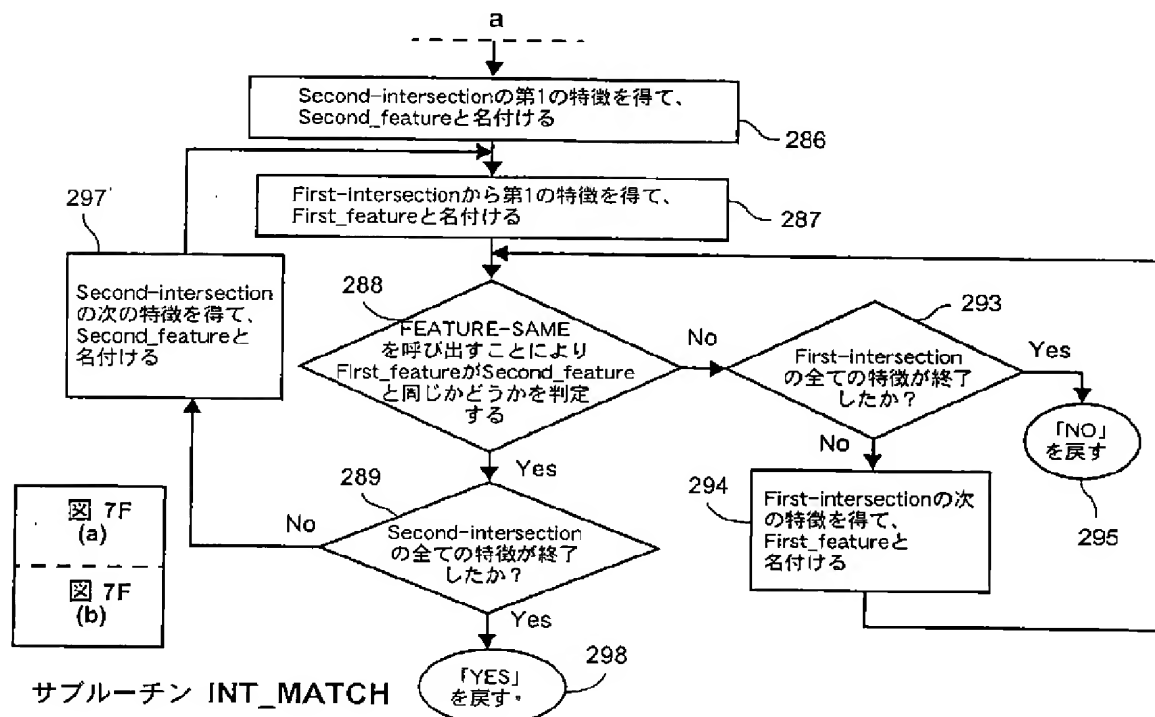 a
Second-intersectionの第1の特徴を得て、
Second_featureと名付ける
286
First-intersectionから第1の特徴を得て、
First_featureと名付ける
287
297'
Second-intersection
の次の特徴を得て、
Second_featureと
名付ける
288
FEATURE-SAME
を呼び出すことにより
First_featureがSecond_feature
と同じかどうかを判定
する
No
293
First-intersection
の全ての特徴が終了
したか?
Yes
「NO」
を戻す
295
No
294
First-intersectionの次
の特徴を得て、
First_featureと
名付ける
Yes
289
Second-intersection
の全ての特徴が終了
したか?
No
Yes
「YES」
を戻す
298
図 7F
(a)
図 7F
(b)
サブルーチン INT_MATCH